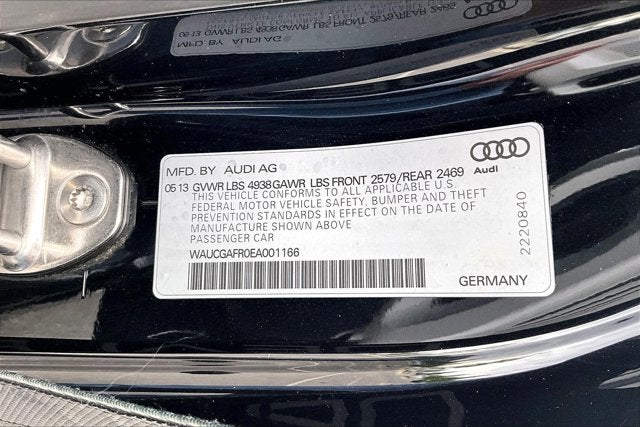 MFD. BY AUDI AG
Audi
05 13 GVWR LBS 4938 GAWR LBS FRONT 2579/REAR 2469
THIS VEHICLE CONFORMS TO ALL APPLICABLE U.S.
FEDERAL MOTOR VEHICLE SAFETY, BUMPER AND THEFT
PREVENTION STANDARDS IN EFFECT ON THE DATE OF
MANUFACTURE SHOWN ABOVE
PASSENGER CAR
WAUCGAFR0EA001166
GERMANY
2220840